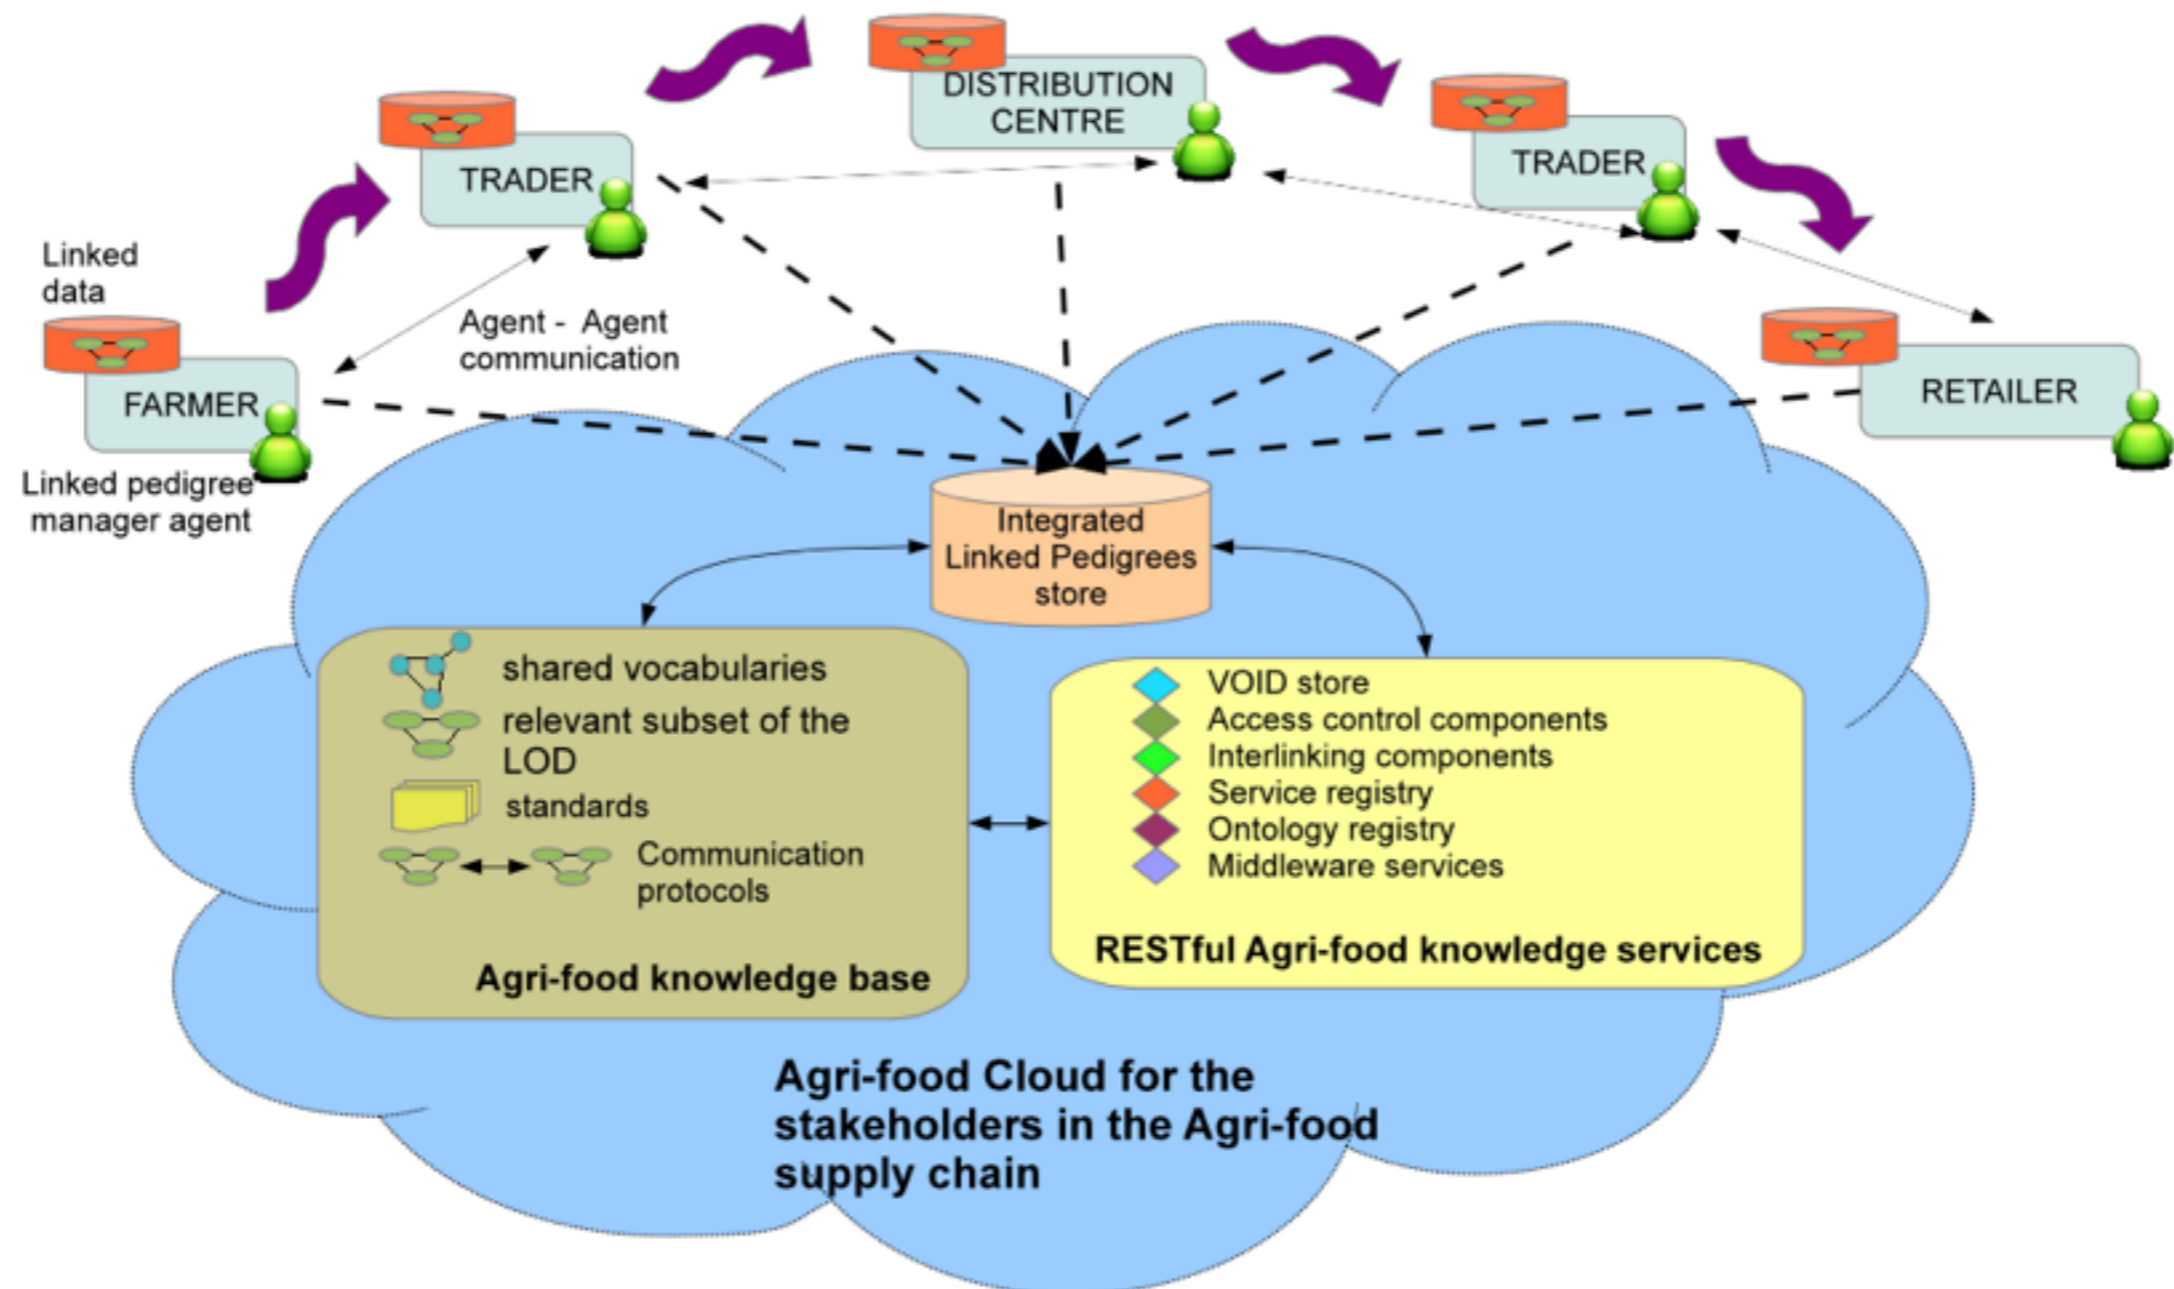 DISTRIBUTION
CENTRE
TRADER
TRADER
Linked
data
Agent - Agent
communication
FARMER
RETAILER
Linked pedigree
manager agent
Integrated
Linked Pedigrees
store
shared vocabularies
relevant subset of the
LOD
standards
Communication
protocols
Agri-food knowledge base
VOID store
Access control components
Interlinking components
Service registry
Ontology registry
Middleware services
RESTful Agri-food knowledge services
Agri-food Cloud for the
stakeholders in the Agri-food
supply chain